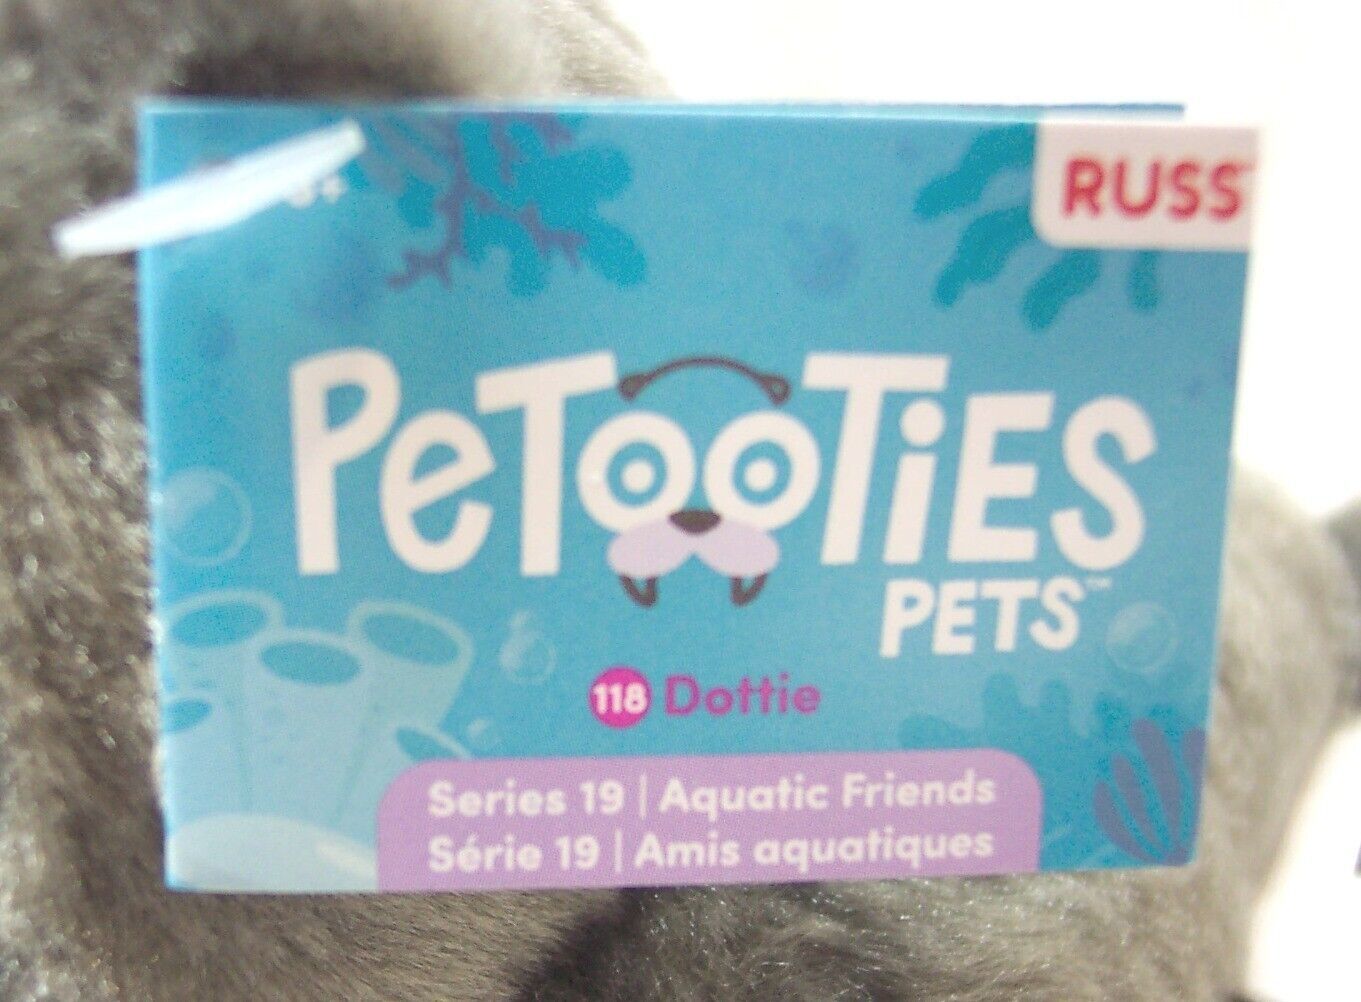 RUSS
PeTOOTiES
PETS™
118 Dottie
Series 19 | Aquatic Friends
Série 19 | Amis aquatiques